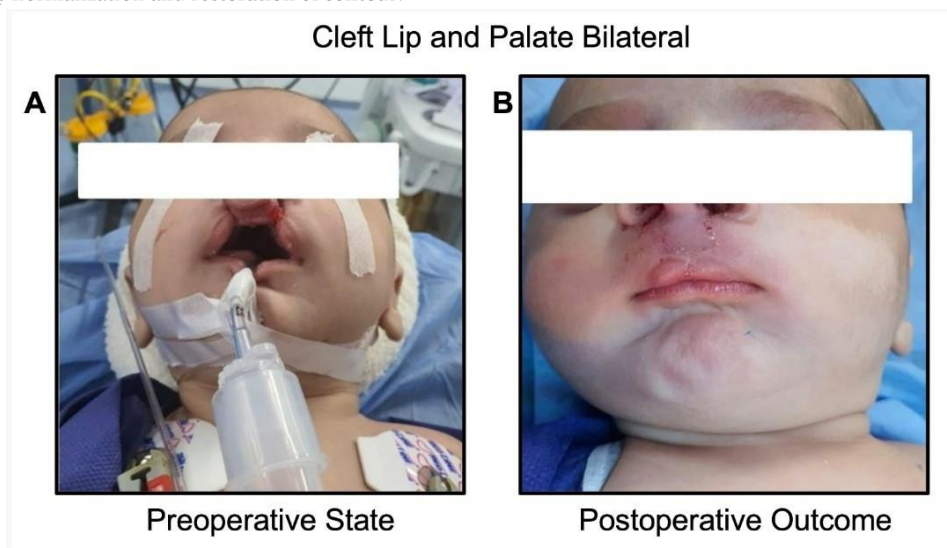 Cleft Lip and Palate Bilateral
A
B
Preoperative State
Postoperative Outcome